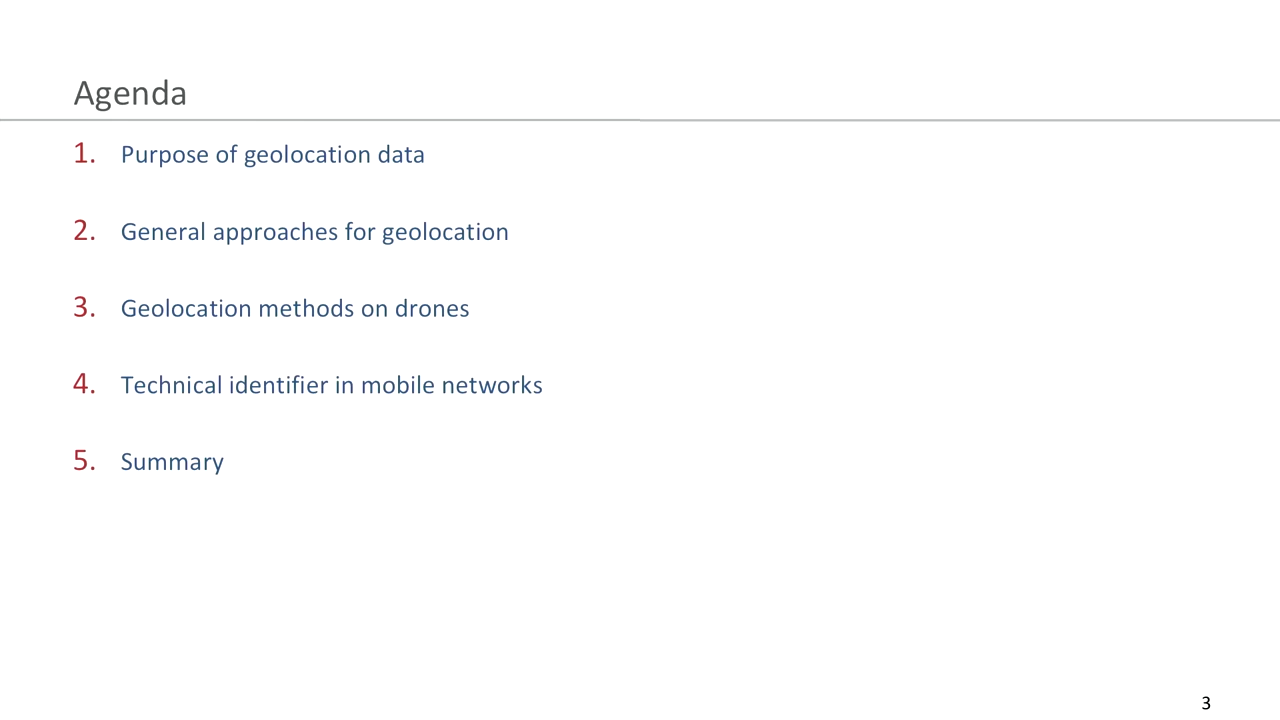 Agenda
1. Purpose of geolocation data
2. General approaches for geolocation
3. Geolocation methods on drones
4. Technical identifier in mobile networks
5. Summary
3